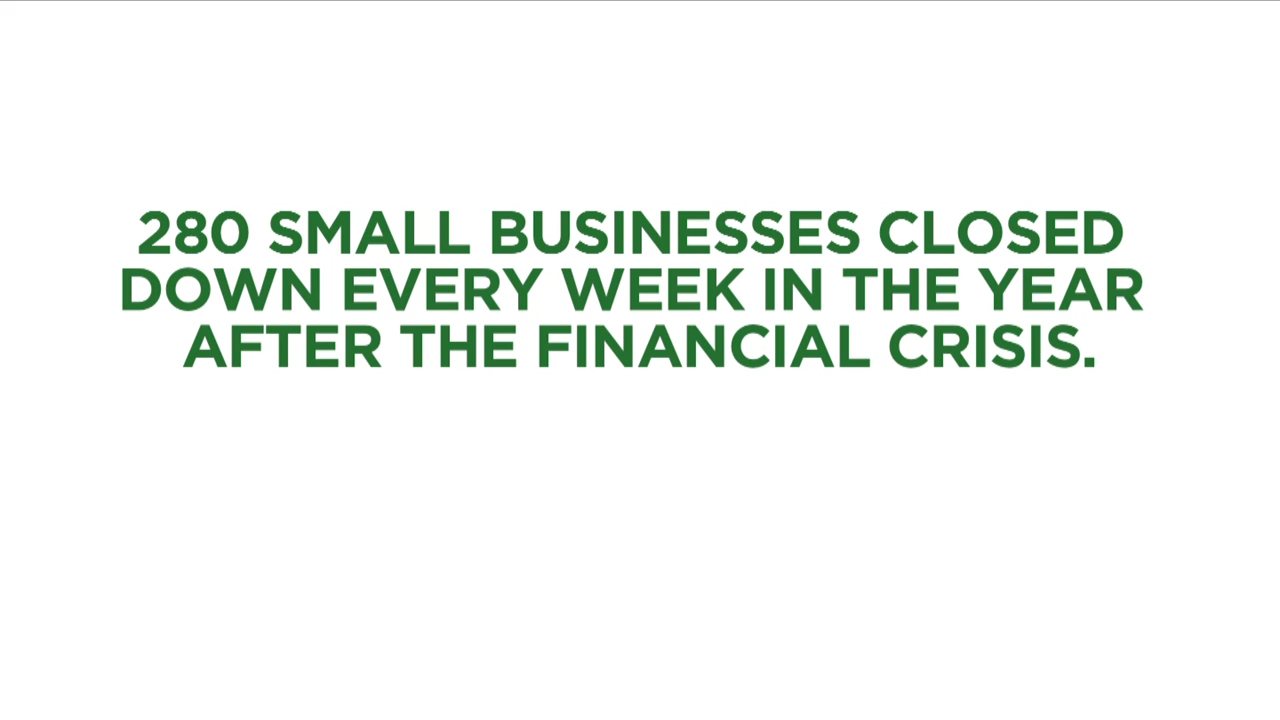 280 SMALL BUSINESSES CLOSED
DOWN EVERY WEEK IN THE YEAR
AFTER THE FINANCIAL CRISIS.